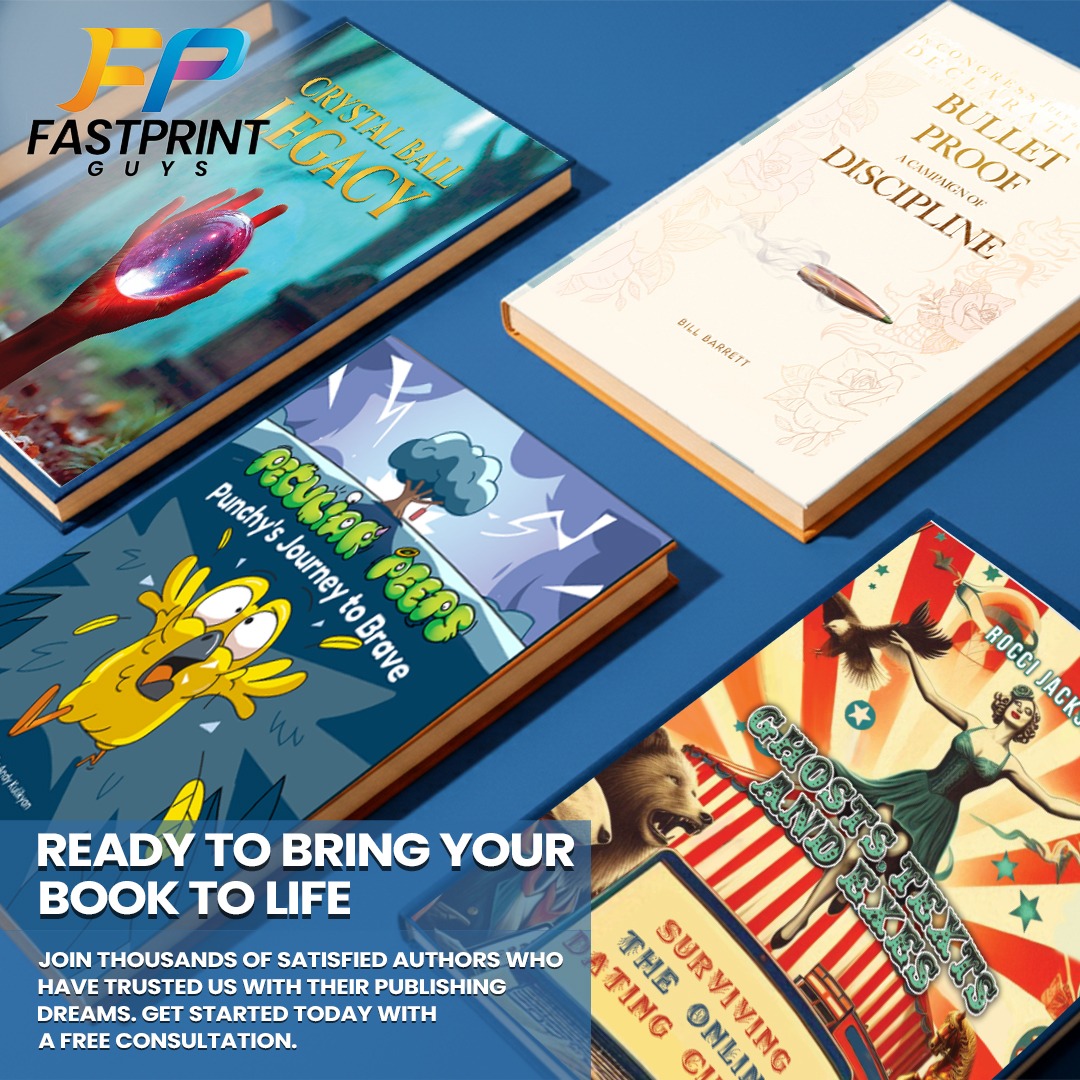 FP
FASTPRINT
GUYS
CRYSTAL BALL
LEGACY
BULLET
PROOF
A CAMPAIGN OF
DISCIPLINE
BILL BARRETT
PECULIAR PEEPS
Punchy's Journey to Brave
ROCCI JACKS
GHOSTS, TEXTS
AND EXES
SURVIVING
THE ONLIN
READY TO BRING YOUR
BOOK TO LIFE
JOIN THOUSANDS OF SATISFIED AUTHORS WHO
HAVE TRUSTED US WITH THEIR PUBLISHING
DREAMS. GET STARTED TODAY WITH
A FREE CONSULTATION.